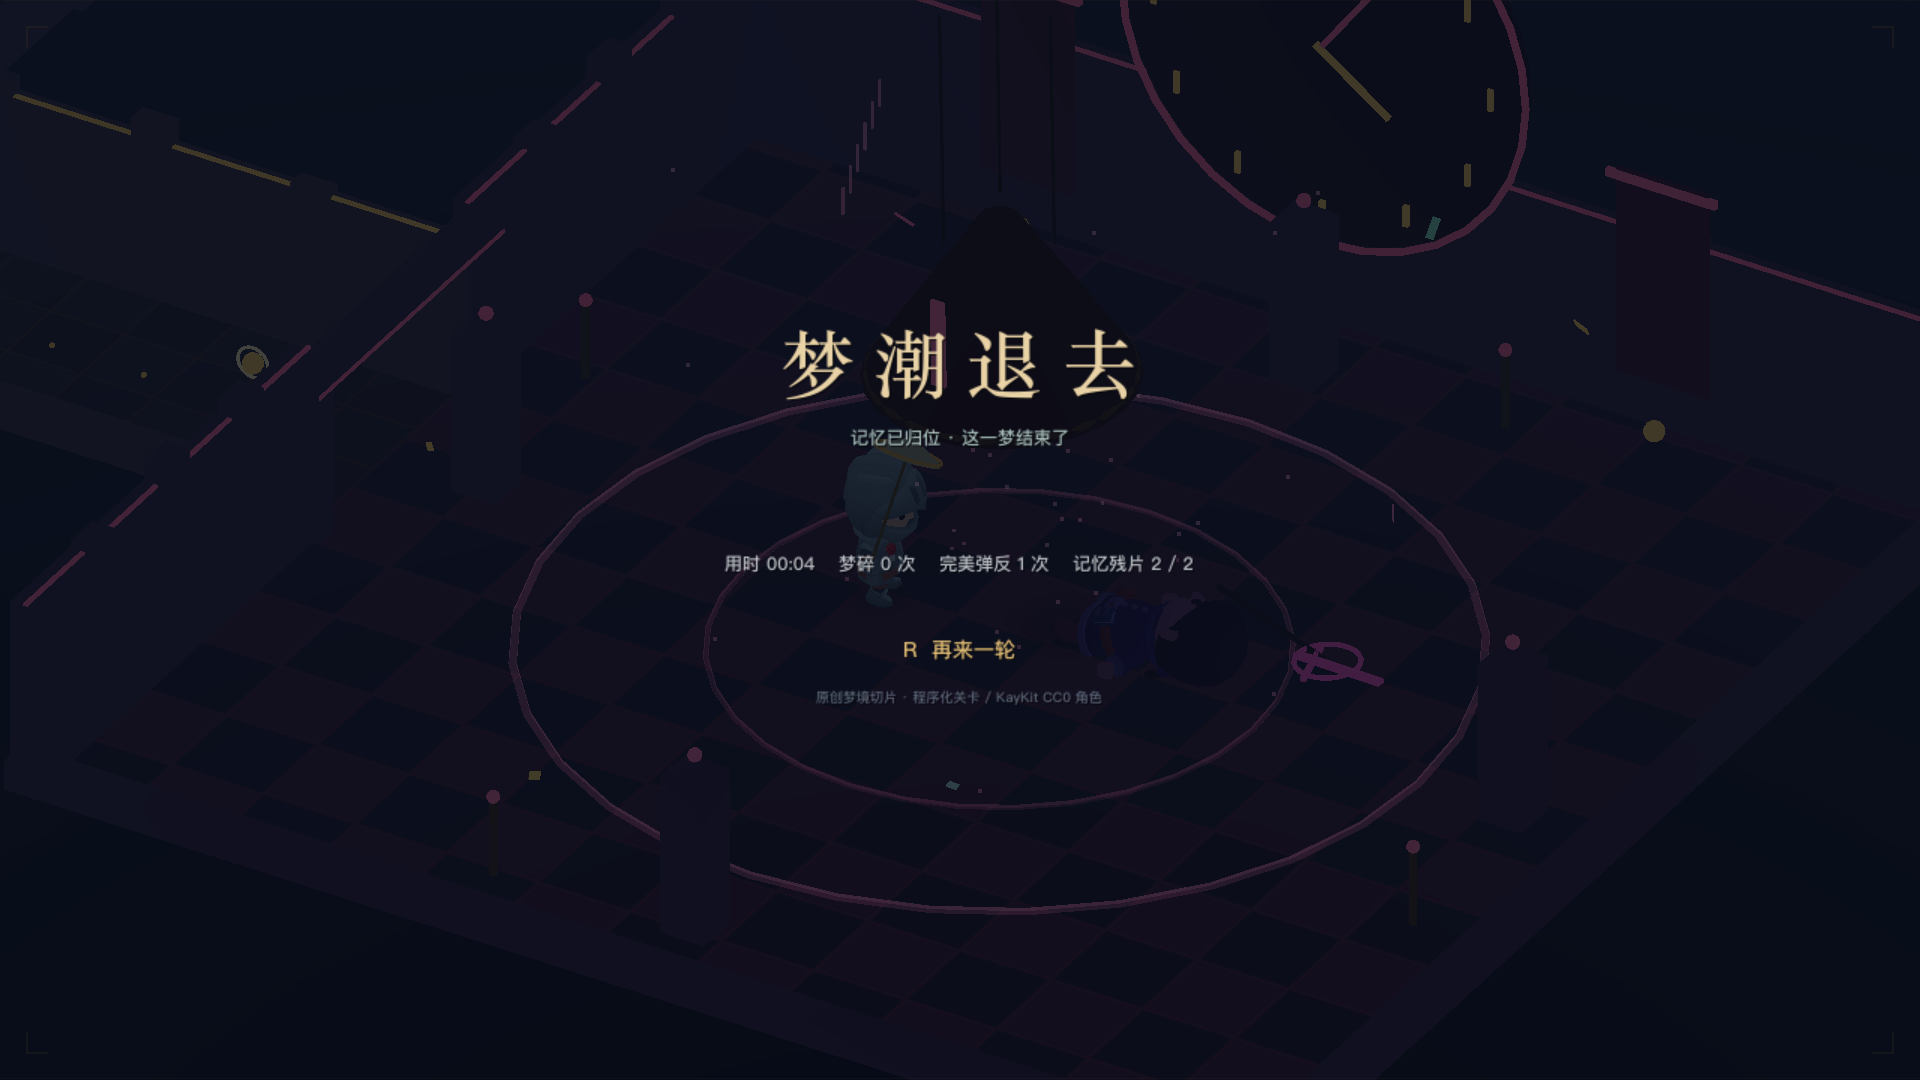 梦潮退去
记忆已归位 · 这一梦结束了
用时 00:04 梦碎 0 次 完美弹反 1 次 记忆残片 2 / 2
R 再来一轮
原创梦境切片 · 程序化关卡 / KayKit CC0 角色